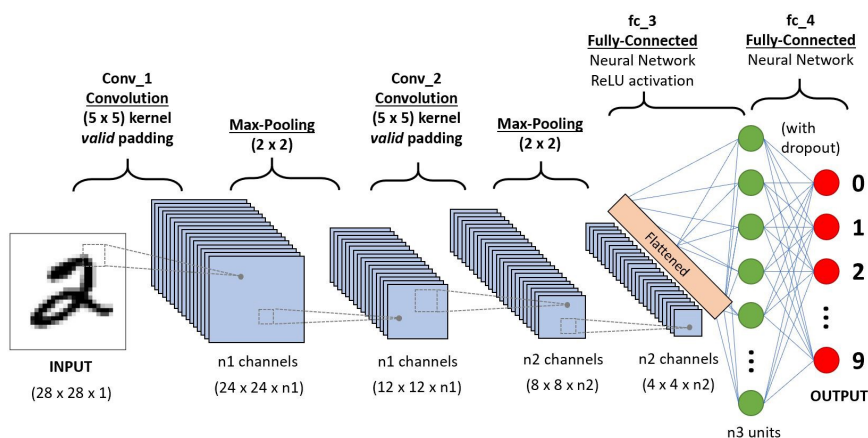 fc_3
Fully-Connected
Neural Network
ReLU activation
fc_4
Fully-Connected
Neural Network
Conv_1
Convolution
(5 x 5) kernel
valid padding
Max-Pooling
(2 x 2)
Conv_2
Convolution
(5 x 5) kernel
valid padding
Max-Pooling
(2 x 2)
(with
dropout)
Flattened
0
1
2
9
INPUT
(28 x 28 x 1)
n1 channels
(24 x 24 x n1)
n1 channels
(12 x 12 x n1)
n2 channels
(8 x 8 x n2)
n2 channels
(4 x 4 x n2)
OUTPUT
n3 units
2